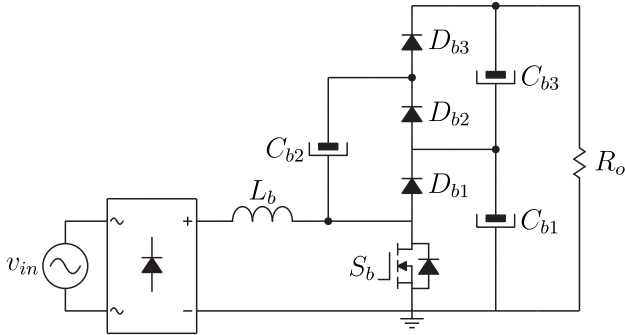 D_{b3}
C_{b3}
D_{b2}
C_{b2}
R_o
D_{b1}
L_b
C_{b1}
~ +
v_{in}
S_b
~ −